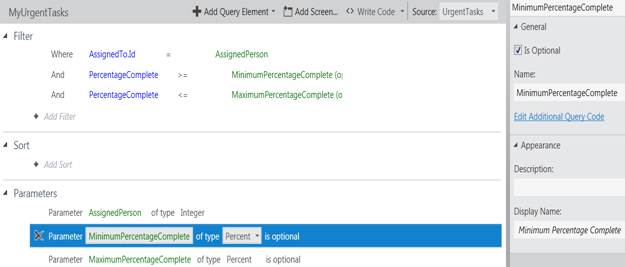 MyUrgentTasks
Add Query Element Add Screen... Write Code Source: UrgentTasks
Filter
Where AssignedTo.Id = AssignedPerson
And PercentageComplete >= MinimumPercentageComplete (o
And PercentageComplete <= MaximumPercentageComplete (o
Add Filter
Sort
Add Sort
Parameters
Parameter AssignedPerson of type Integer
Parameter MinimumPercentageComplete of type Percent is optional
Parameter MaximumPercentageComplete of type Percent is optional
MinimumPercentageComplete
General
Is Optional
Name:
MinimumPercentageComplete
Edit Additional Query Code
Appearance
Description:
Display Name:
Minimum Percentage Complete